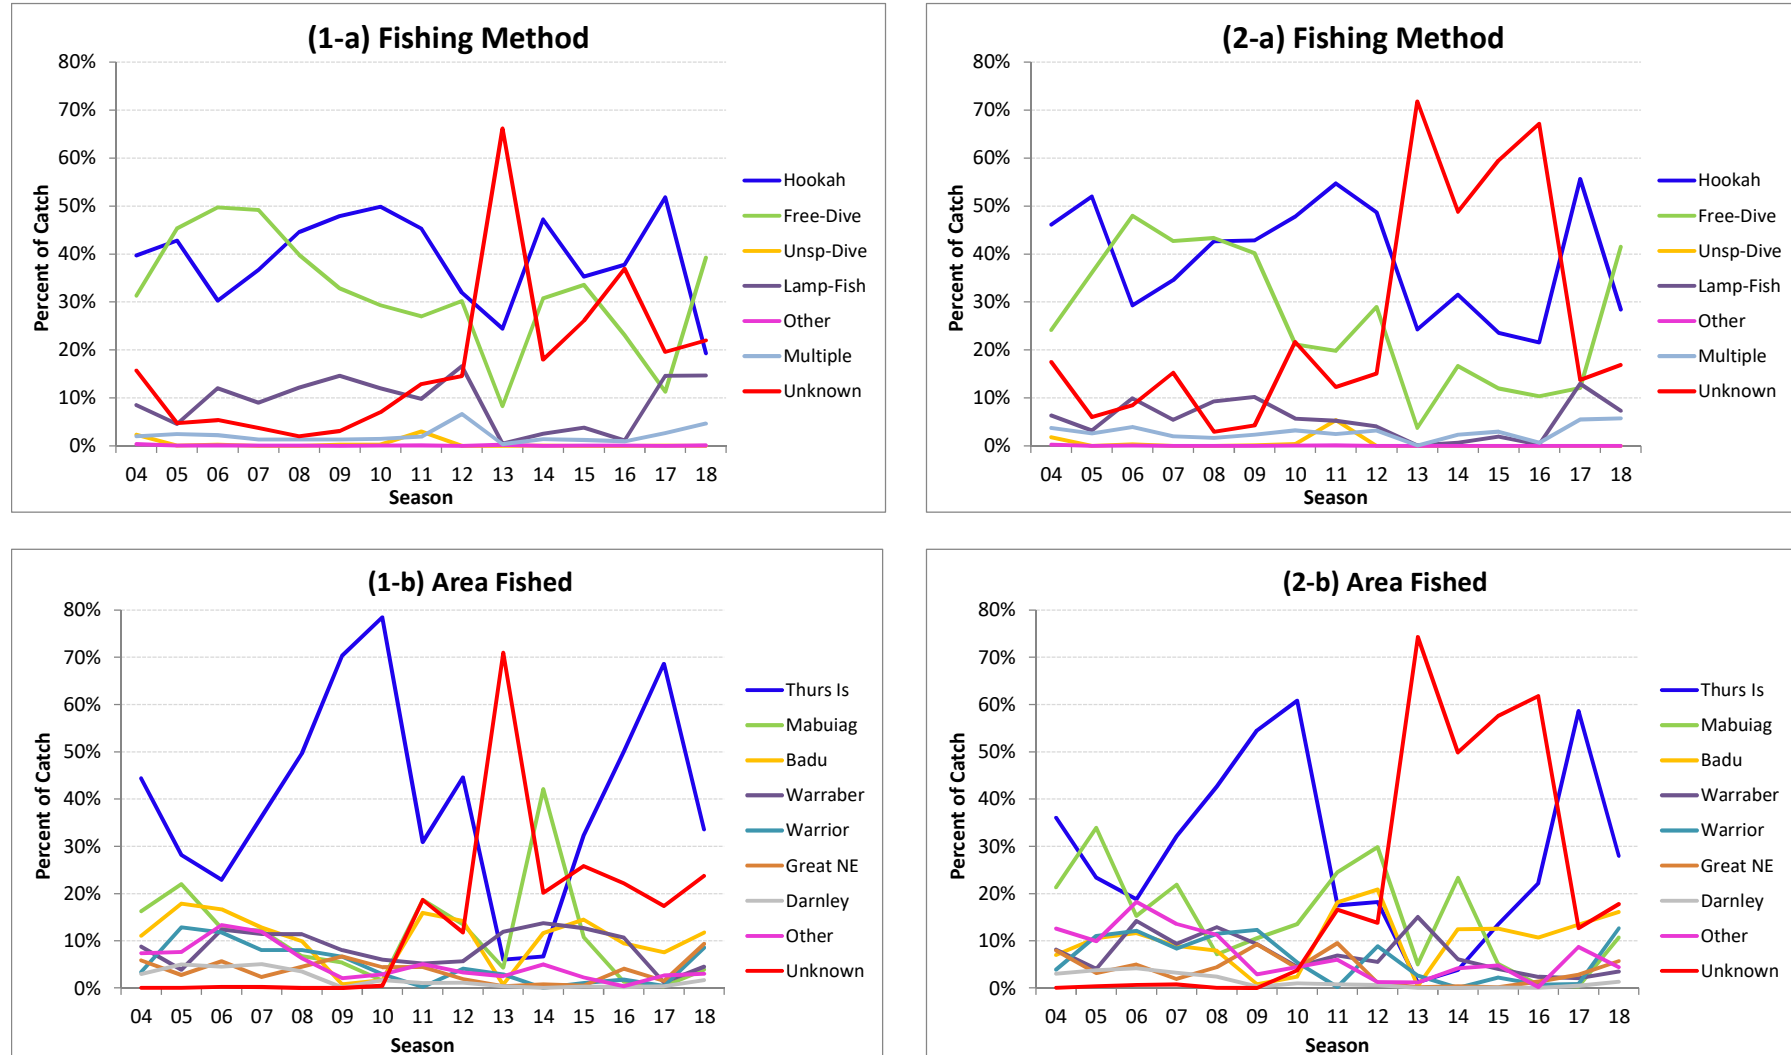 (1-a) Fishing Method
80%
70%
60%
50%
40%
30%
20%
10%
0%
Percent of Catch
04 05 06 07 08 09 10 11 12 13 14 15 16 17 18
Season
Hookah
Free-Dive
Unsp-Dive
Lamp-Fish
Other
Multiple
Unknown
(2-a) Fishing Method
80%
70%
60%
50%
40%
30%
20%
10%
0%
Percent of Catch
04 05 06 07 08 09 10 11 12 13 14 15 16 17 18
Season
Hookah
Free-Dive
Unsp-Dive
Lamp-Fish
Other
Multiple
Unknown
(1-b) Area Fished
80%
70%
60%
50%
40%
30%
20%
10%
0%
Percent of Catch
04 05 06 07 08 09 10 11 12 13 14 15 16 17 18
Season
Thurs Is
Mabuiag
Badu
Warraber
Warrior
Great NE
Darnley
Other
Unknown
(2-b) Area Fished
80%
70%
60%
50%
40%
30%
20%
10%
0%
Percent of Catch
04 05 06 07 08 09 10 11 12 13 14 15 16 17 18
Season
Thurs Is
Mabuiag
Badu
Warraber
Warrior
Great NE
Darnley
Other
Unknown